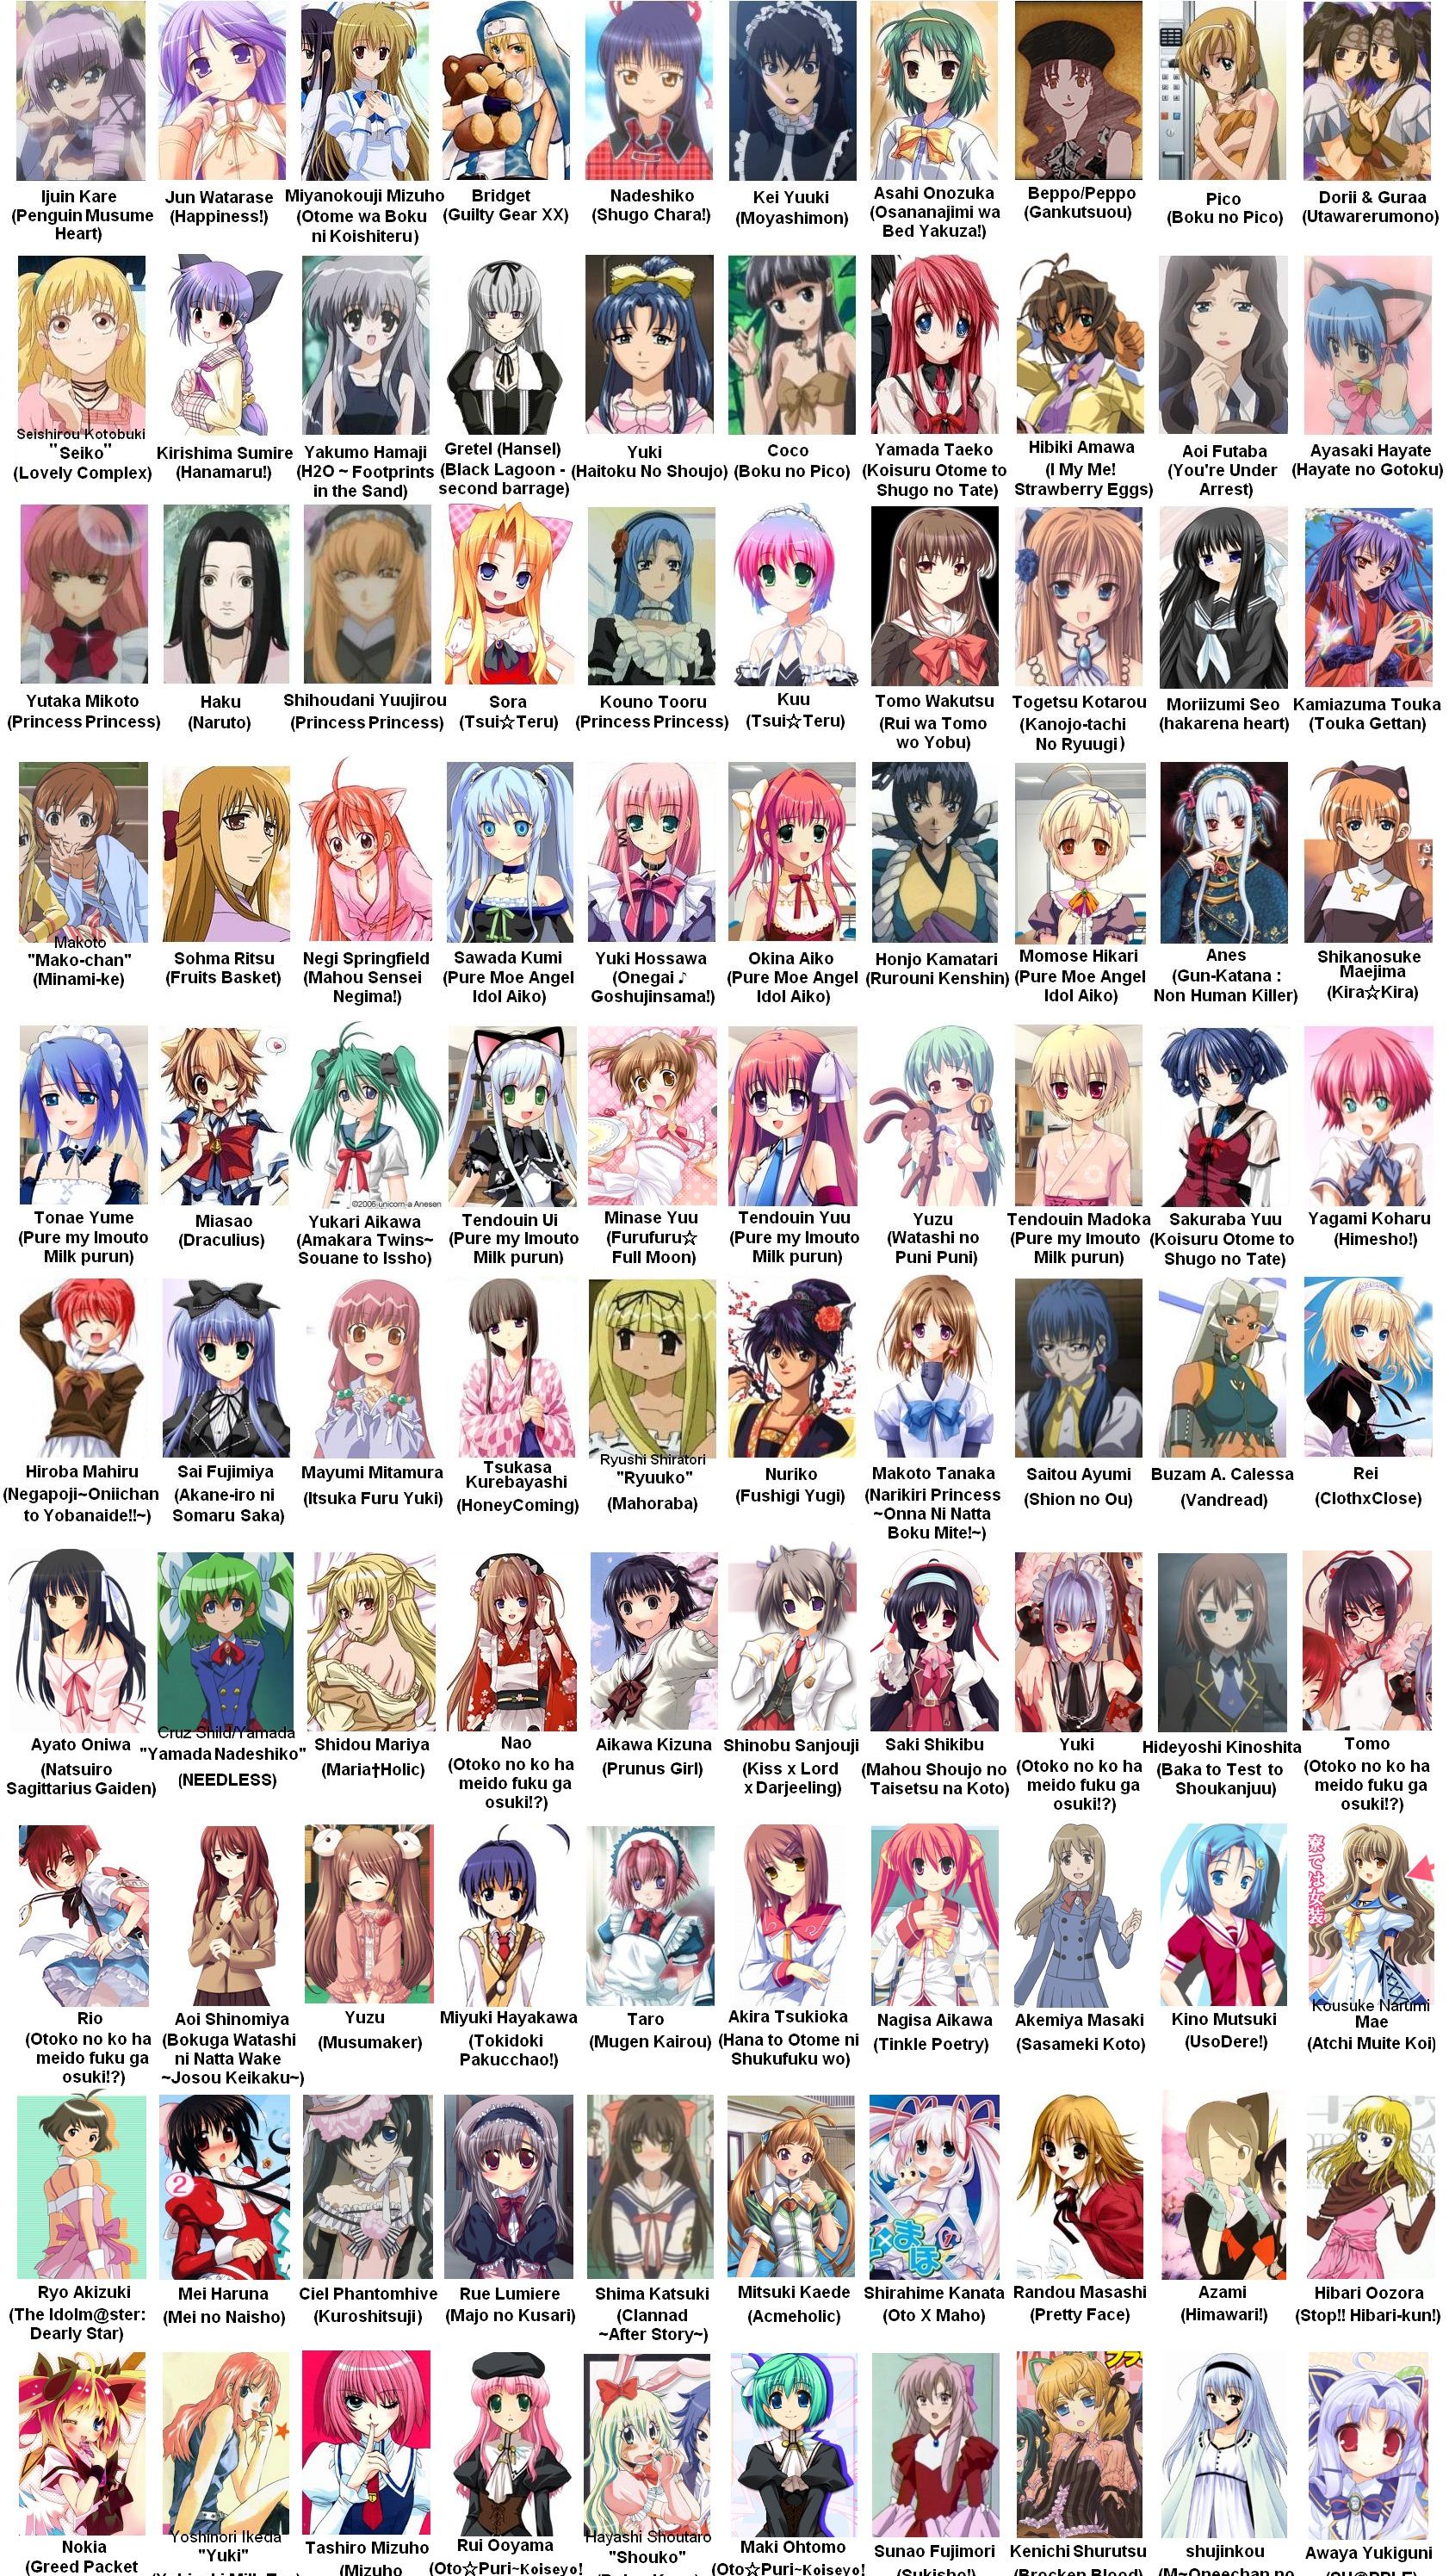 Ijuin Kare
(Penguin Musume
Heart)
Jun Watarase
(Happiness!)
Miyanokouji Mizuho
(Otome wa Boku
ni Koishiteru)
Bridget
(Guilty Gear XX)
Nadeshiko
(Shugo Chara!)
Kei Yuuki
(Moyashimon)
Asahi Onozuka
(Osananajimi wa
Bed Yakuza!)
Beppo/Peppo
(Gankutsuou)
Pico
(Boku no Pico)
Dorii & Guraa
(Utawarerumono)
Seishirou Kotobuki
"Seiko"
(Lovely Complex)
Kirishima Sumire
(Hanamaru!)
Yakumo Hamaji
(H2O ~ Footprints
in the Sand)
Gretel (Hansel)
(Black Lagoon -
second barrage)
Yuki
(Haitoku No Shoujo)
Coco
(Boku no Pico)
Yamada Taeko
(Koisuru Otome to
Shugo no Tate)
Hibiki Amawa
(I My Me!
Strawberry Eggs)
Aoi Futaba
(You're Under
Arrest)
Ayasaki Hayate
(Hayate no Gotoku)
Yutaka Mikoto
(Princess Princess)
Haku
(Naruto)
Shihoudani Yuujirou
(Princess Princess)
Sora
(Tsui☆Teru)
Kouno Tooru
(Princess Princess)
Kuu
(Tsui☆Teru)
Tomo Wakutsu
(Rui wa Tomo
wo Yobu)
Togetsu Kotarou
(Kanojo-tachi
No Ryuugi)
Moriizumi Seo
(hakarena heart)
Kamiazuma Touka
(Touka Gettan)
Makoto
"Mako-chan"
(Minami-ke)
Sohma Ritsu
(Fruits Basket)
Negi Springfield
(Mahou Sensei
Negima!)
Sawada Kumi
(Pure Moe Angel
Idol Aiko)
Yuki Hossawa
(Onegai ♪
Goshujinsama!)
Okina Aiko
(Pure Moe Angel
Idol Aiko)
Honjo Kamatari
(Rurouni Kenshin)
Momose Hikari
(Pure Moe Angel
Idol Aiko)
Anes
(Gun-Katana :
Non Human Killer)
Shikanosuke
Maejima
(Kira☆Kira)
©2006 unicorn-a Anesen
Tonae Yume
(Pure my Imouto
Milk purun)
Miasao
(Draculius)
Yukari Aikawa
(Amakara Twins~
Souane to Issho)
Tendouin Ui
(Pure my Imouto
Milk purun)
Minase Yuu
(Furufuru☆
Full Moon)
Tendouin Yuu
(Pure my Imouto
Milk purun)
Yuzu
(Watashi no
Puni Puni)
Tendouin Madoka
(Pure my Imouto
Milk purun)
Sakuraba Yuu
(Koisuru Otome to
Shugo no Tate)
Yagami Koharu
(Himesho!)
Hiroba Mahiru
(Negapoji~Oniichan
to Yobanaide!!~)
Sai Fujimiya
(Akane-iro ni
Somaru Saka)
Mayumi Mitamura
(Itsuka Furu Yuki)
Tsukasa
Kurebayashi
(HoneyComing)
Ryushi Shiratori
"Ryuuko"
(Mahoraba)
Nuriko
(Fushigi Yugi)
Makoto Tanaka
(Narikiri Princess
~Onna Ni Natta
Boku Mite!~)
Saitou Ayumi
(Shion no Ou)
Buzam A. Calessa
(Vandread)
Rei
(ClothxClose)
Ayato Oniwa
(Natsuiro
Sagittarius Gaiden)
Cruz Shild/Yamada
"Yamada Nadeshiko"
(NEEDLESS)
Shidou Mariya
(Maria†Holic)
Nao
(Otoko no ko ha
meido fuku ga
osuki!?)
Aikawa Kizuna
(Prunus Girl)
Shinobu Sanjouji
(Kiss x Lord
x Darjeeling)
Saki Shikibu
(Mahou Shoujo no
Taisetsu na Koto)
Yuki
(Otoko no ko ha
meido fuku ga
osuki!?)
Hideyoshi Kinoshita
(Baka to Test to
Shoukanjuu)
Tomo
(Otoko no ko ha
meido fuku ga
osuki!?)
寮では女装
Rio
(Otoko no ko ha
meido fuku ga
osuki!?)
Aoi Shinomiya
(Bokuga Watashi
ni Natta Wake
~Josou Keikaku~)
Yuzu
(Musumaker)
Miyuki Hayakawa
(Tokidoki
Pakucchao!)
Taro
(Mugen Kairou)
Akira Tsukioka
(Hana to Otome ni
Shukufuku wo)
Nagisa Aikawa
(Tinkle Poetry)
Akemiya Masaki
(Sasameki Koto)
Kino Mutsuki
(UsoDere!)
Kousuke Narumi
Mae
(Atchi Muite Koi)
2
まほ
Ryo Akizuki
(The Idolm@ster:
Dearly Star)
Mei Haruna
(Mei no Naisho)
Ciel Phantomhive
(Kuroshitsuji)
Rue Lumiere
(Majo no Kusari)
Shima Katsuki
(Clannad
~After Story~)
Mitsuki Kaede
(Acmeholic)
Shirahime Kanata
(Oto X Maho)
Randou Masashi
(Pretty Face)
Azami
(Himawari!)
Hibari Oozora
(Stop!! Hibari-kun!)
Nokia
(Greed Packet
Yoshinori Ikeda
"Yuki"
Tashiro Mizuho
(Mizuho
Rui Ooyama
(Oto☆Puri~Koiseyo!
Hayashi Shoutaro
"Shouko"
Maki Ohtomo
(Oto☆Puri~Koiseyo!
Sunao Fujimori
(Sukisho!)
Kenichi Shurutsu
(Brocken Blood)
shujinkou
(M~Oneechan no
Awaya Yukiguni